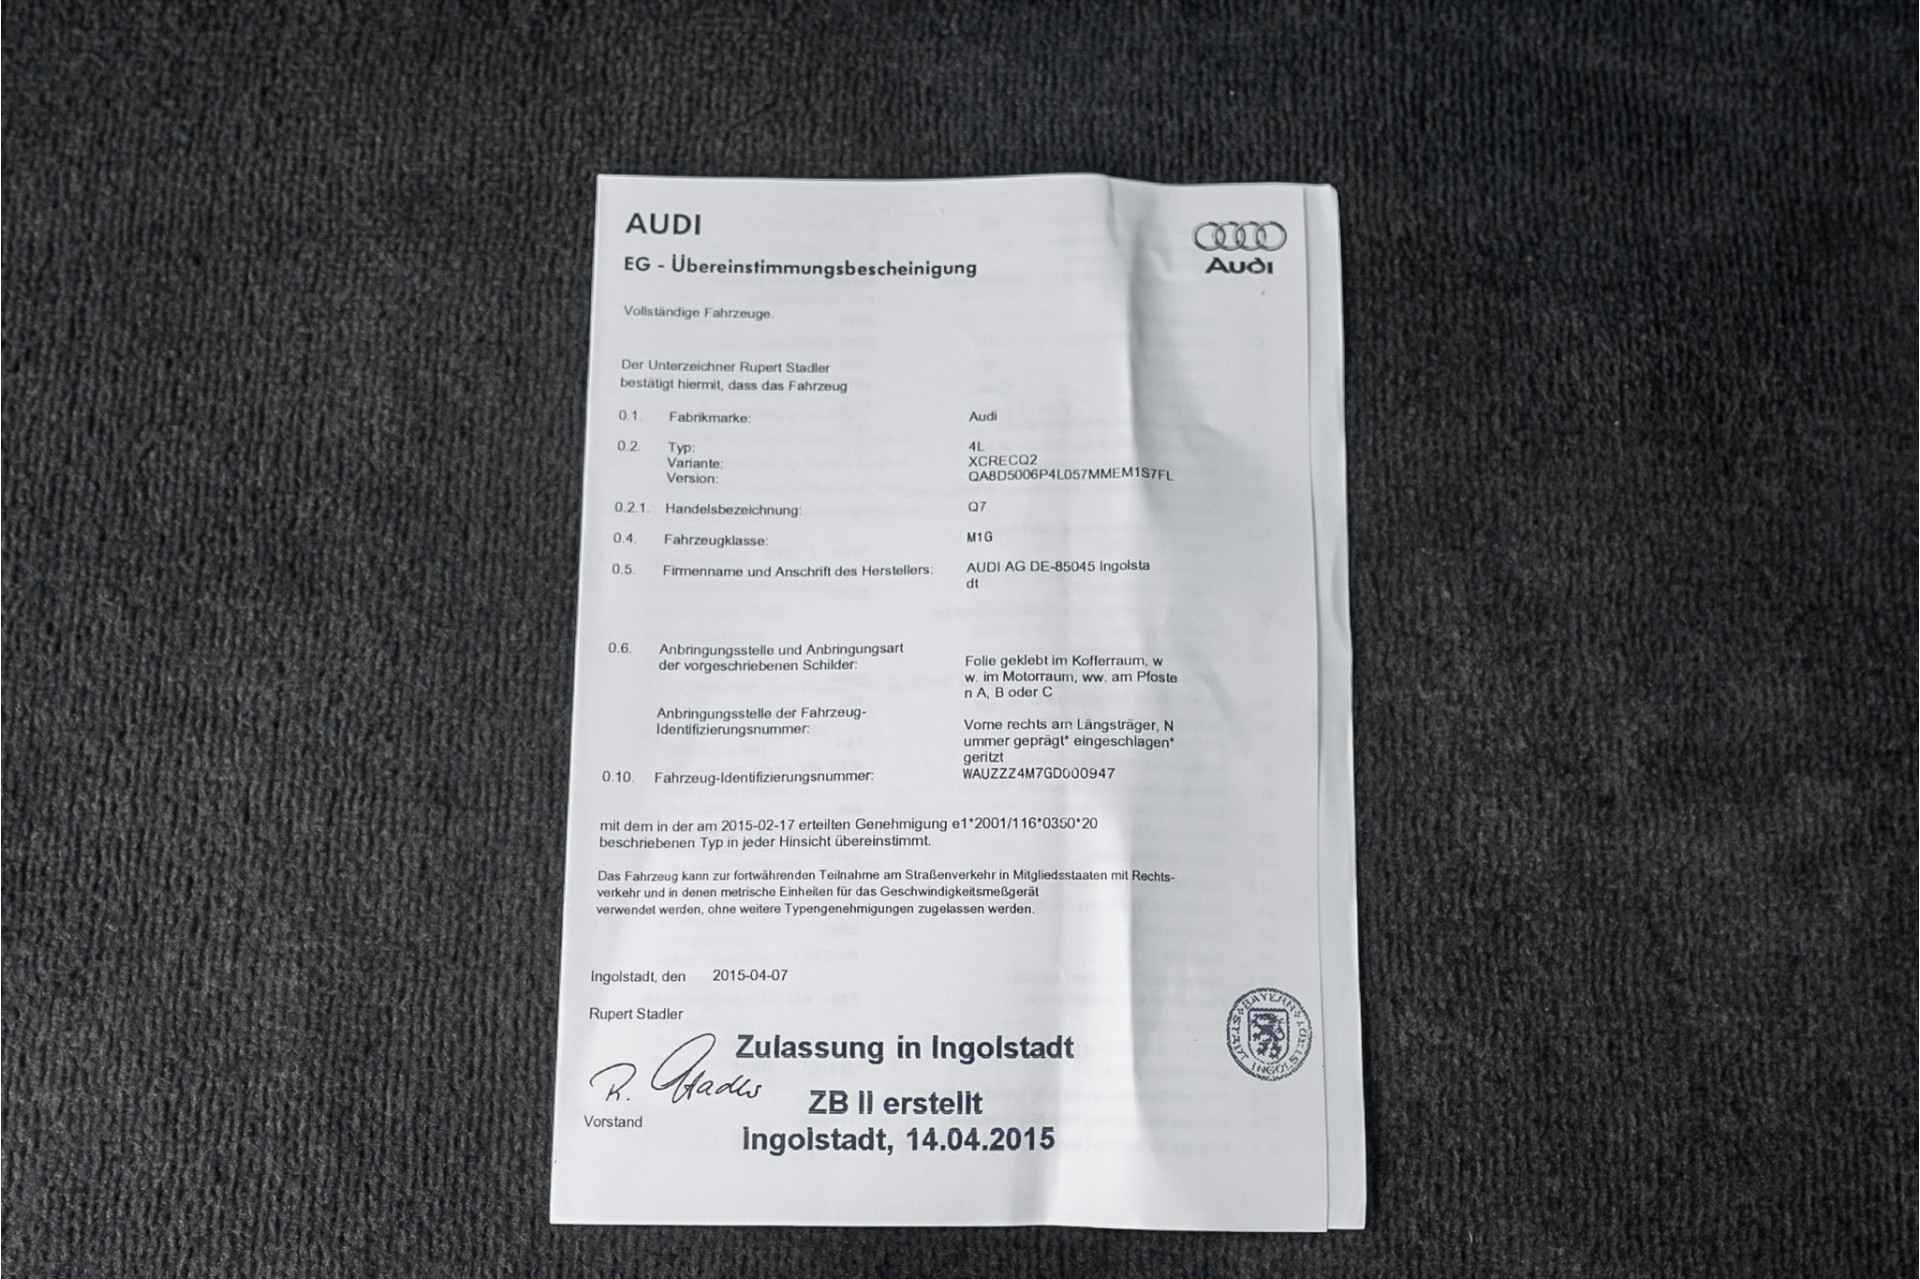 AUDI
Audi
EG - Übereinstimmungsbescheinigung
Vollständige Fahrzeuge.
Der Unterzeichner Rupert Stadler
bestätigt hiermit, dass das Fahrzeug
0.1. Fabrikmarke: Audi
0.2. Typ: 4L
Variante: XCRECQ2
Version: QA8D5006P4L057MMEM1S7FL
0.2.1. Handelsbezeichnung: Q7
0.4. Fahrzeugklasse: M1G
0.5. Firmenname und Anschrift des Herstellers: AUDI AG DE-85045 Ingolsta
dt
0.6. Anbringungsstelle und Anbringungsart
der vorgeschriebenen Schilder: Folie geklebt im Kofferraum, w
w. im Motorraum, ww. am Pfoste
n A, B oder C
Anbringungsstelle der Fahrzeug-
Identifizierungsnummer: Vorne rechts am Längsträger, N
ummer geprägt* eingeschlagen*
geritzt
0.10. Fahrzeug-Identifizierungsnummer: WAUZZZ4M7GD000947
mit dem in der am 2015-02-17 erteilten Genehmigung e1*2001/116*0350*20
beschriebenen Typ in jeder Hinsicht übereinstimmt.
Das Fahrzeug kann zur fortwährenden Teilnahme am Straßenverkehr in Mitgliedsstaaten mit Rechts-
verkehr und in denen metrische Einheiten für das Geschwindigkeitsmeßgerät
verwendet werden, ohne weitere Typengenehmigungen zugelassen werden.
Ingolstadt, den 2015-04-07
Rupert Stadler
R. Stadler
Vorstand
Zulassung in Ingolstadt
ZB II erstellt
Ingolstadt, 14.04.2015
BAYERN
STADT
INGOLSTADT